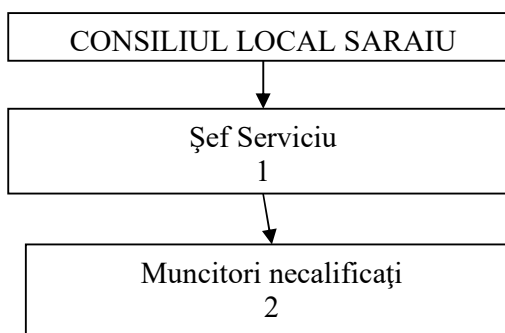 CONSILIUL LOCAL SARAIU
Şef Serviciu
1
Muncitori necalificaţi
2